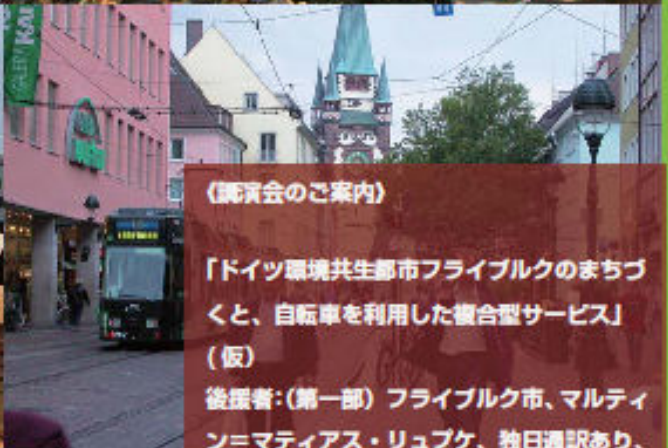 KAI
〈講演会のご案内〉
「ドイツ環境共生都市フライブルクのまちづ
くと、自転車を利用した複合型サービス」
(仮)
後援者:(第一部) フライブルク市、マルティ
ン=マティアス・リュブケ、独日通訳あり、